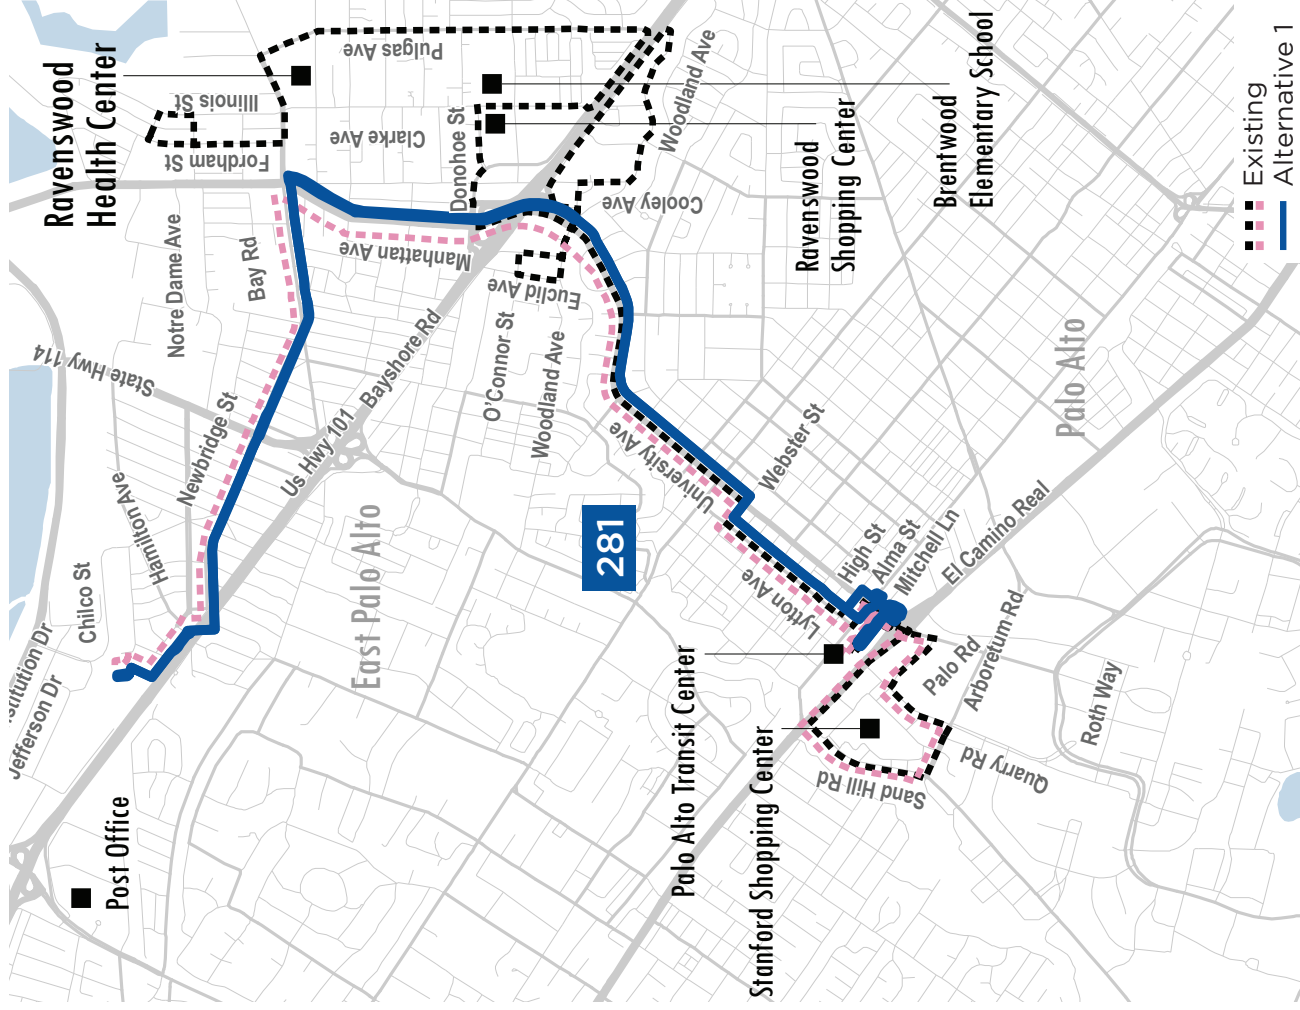 Ravenswood
Health Center
Pulgas Ave
Illinois St
Fordham St
Clarke Ave
Donohoe St
Woodland Ave
Cooley Ave
Ravenswood
Shopping Center
Brentwood
Elementary School
Existing
Alternative 1
Notre Dame Ave
Bay Rd
Manhattan Ave
Euclid Ave
State Hwy 114
Newbridge St
Us Hwy 101
Bayshore Rd
O'Connor St
Woodland Ave
University Ave
Webster St
Palo Alto
Hamilton Ave
Chilco St
Jefferson Dr
East Palo Alto
281
Lytton Ave
High St
Alma St
Mitchell Ln
El Camino Real
Palo Alto Transit Center
Stanford Shopping Center
Palo Rd
Arboretum Rd
Roth Way
Quarry Rd
Sand Hill Rd
Post Office